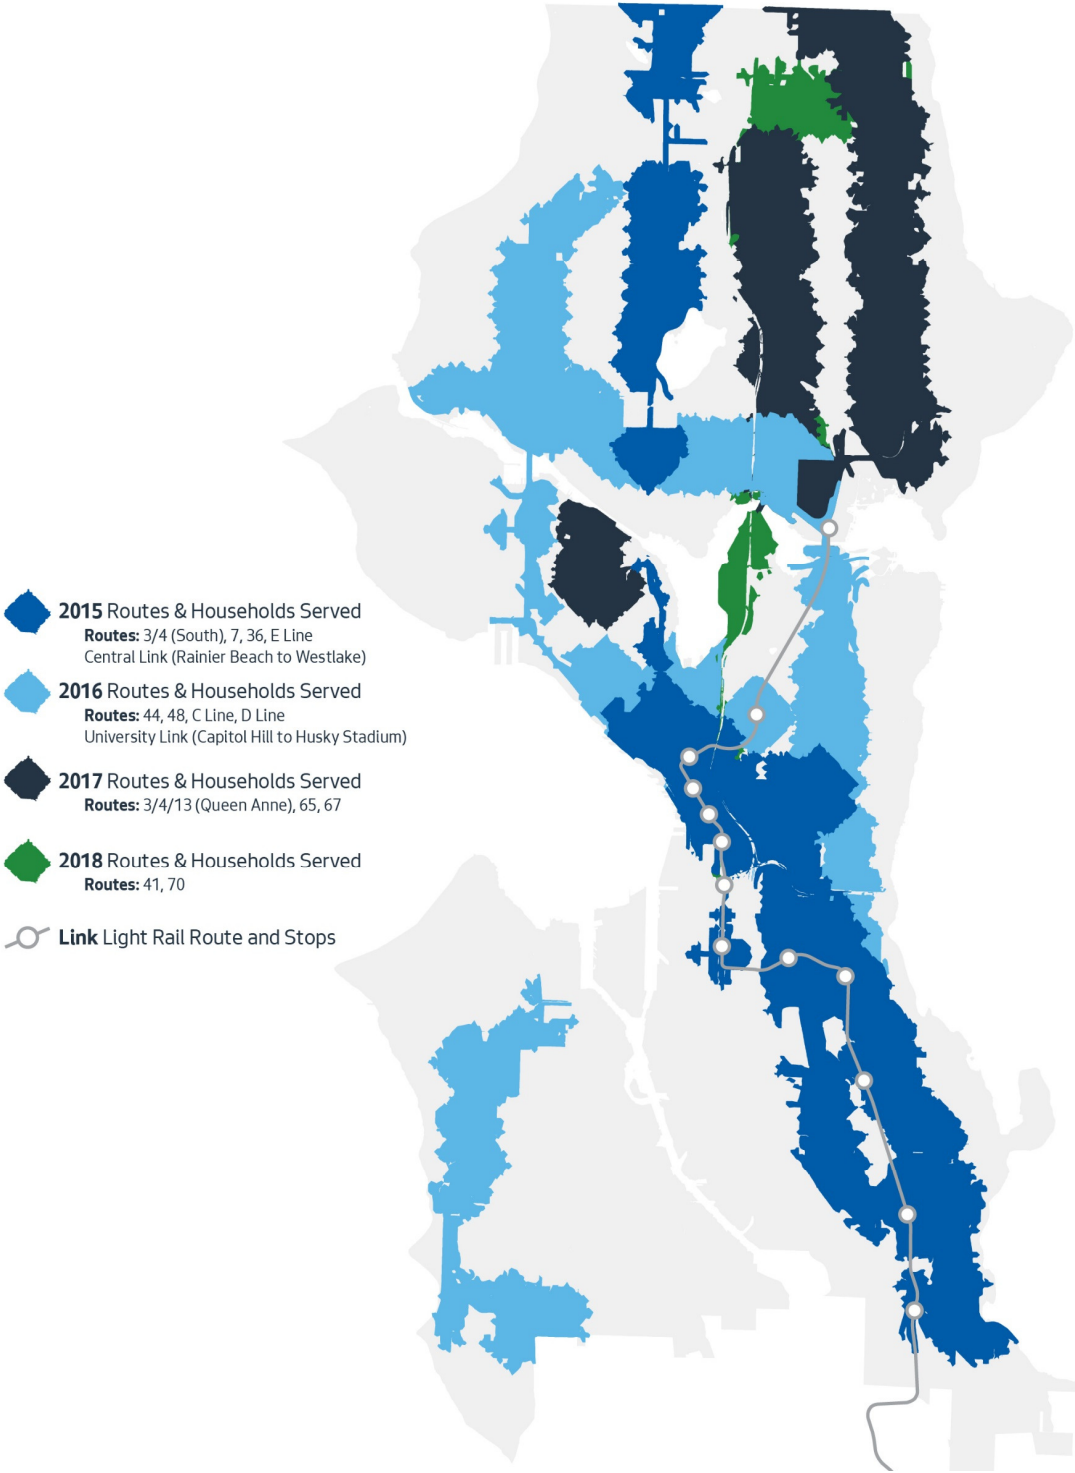 2015 Routes & Households Served
Routes: 3/4 (South), 7, 36, E Line
Central Link (Rainier Beach to Westlake)
2016 Routes & Households Served
Routes: 44, 48, C Line, D Line
University Link (Capitol Hill to Husky Stadium)
2017 Routes & Households Served
Routes: 3/4/13 (Queen Anne), 65, 67
2018 Routes & Households Served
Routes: 41, 70
Link Light Rail Route and Stops